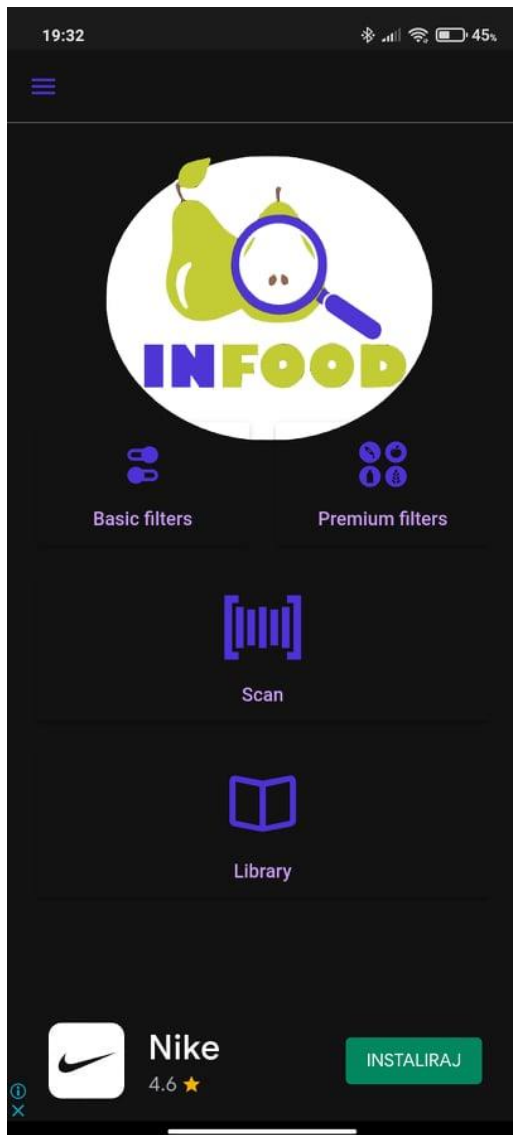 19:32
45%
INFOOD
Basic filters
Premium filters
Scan
Library
Nike
4.6
INSTALIRAJ